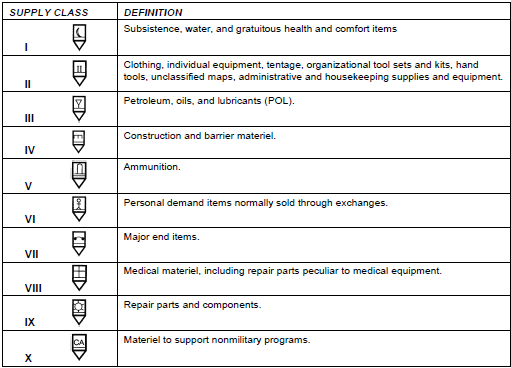 SUPPLY CLASS DEFINITION
I Subsistence, water, and gratuitous health and comfort items
II Clothing, individual equipment, tentage, organizational tool sets and kits, hand
tools, unclassified maps, administrative and housekeeping supplies and equipment.
III Petroleum, oils, and lubricants (POL).
IV Construction and barrier materiel.
V Ammunition.
VI Personal demand items normally sold through exchanges.
VII Major end items.
VIII Medical materiel, including repair parts peculiar to medical equipment.
IX Repair parts and components.
X CA Materiel to support nonmilitary programs.